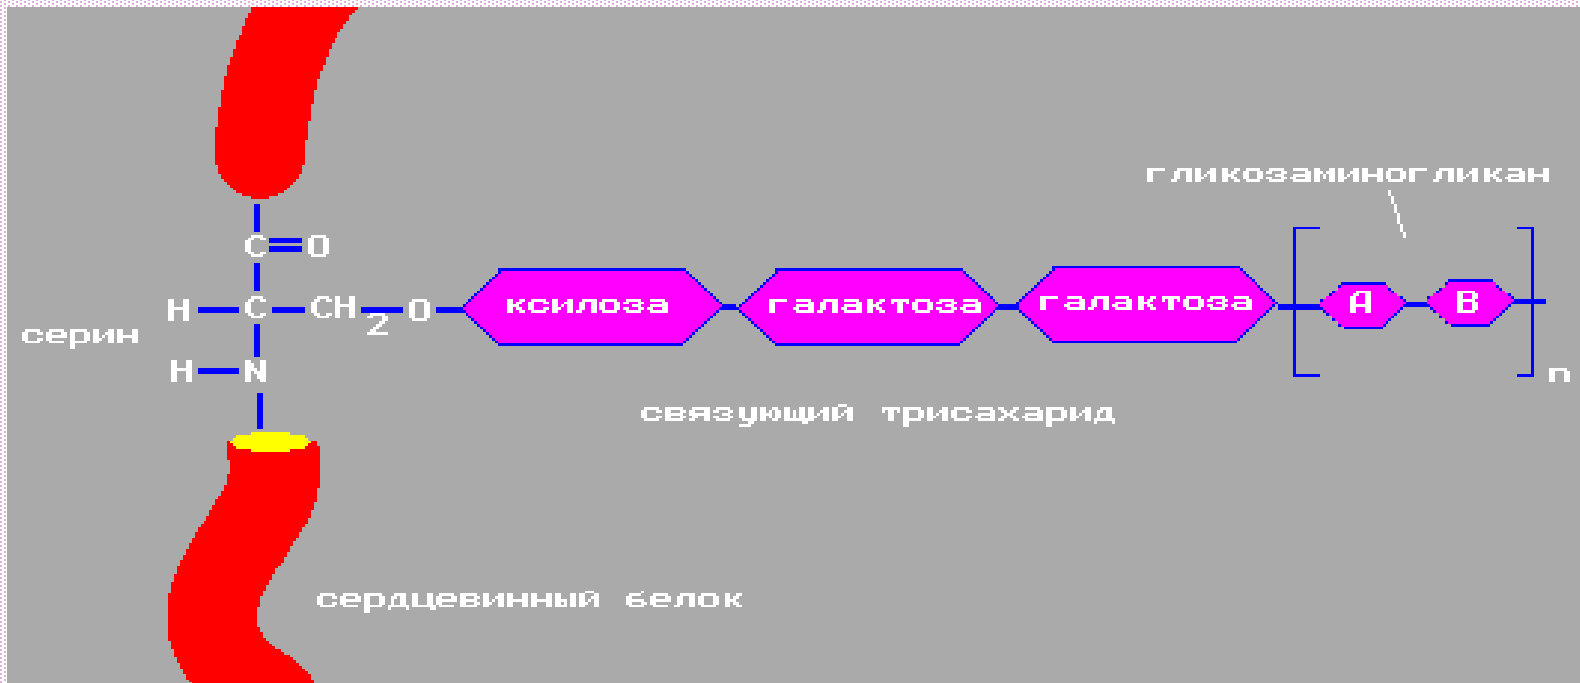 гликозаминогликан
C=O
H C CH2 O ксилоза галактоза галактоза A B
серин
H N
n
связующий трисахарид
сердцевинный белок